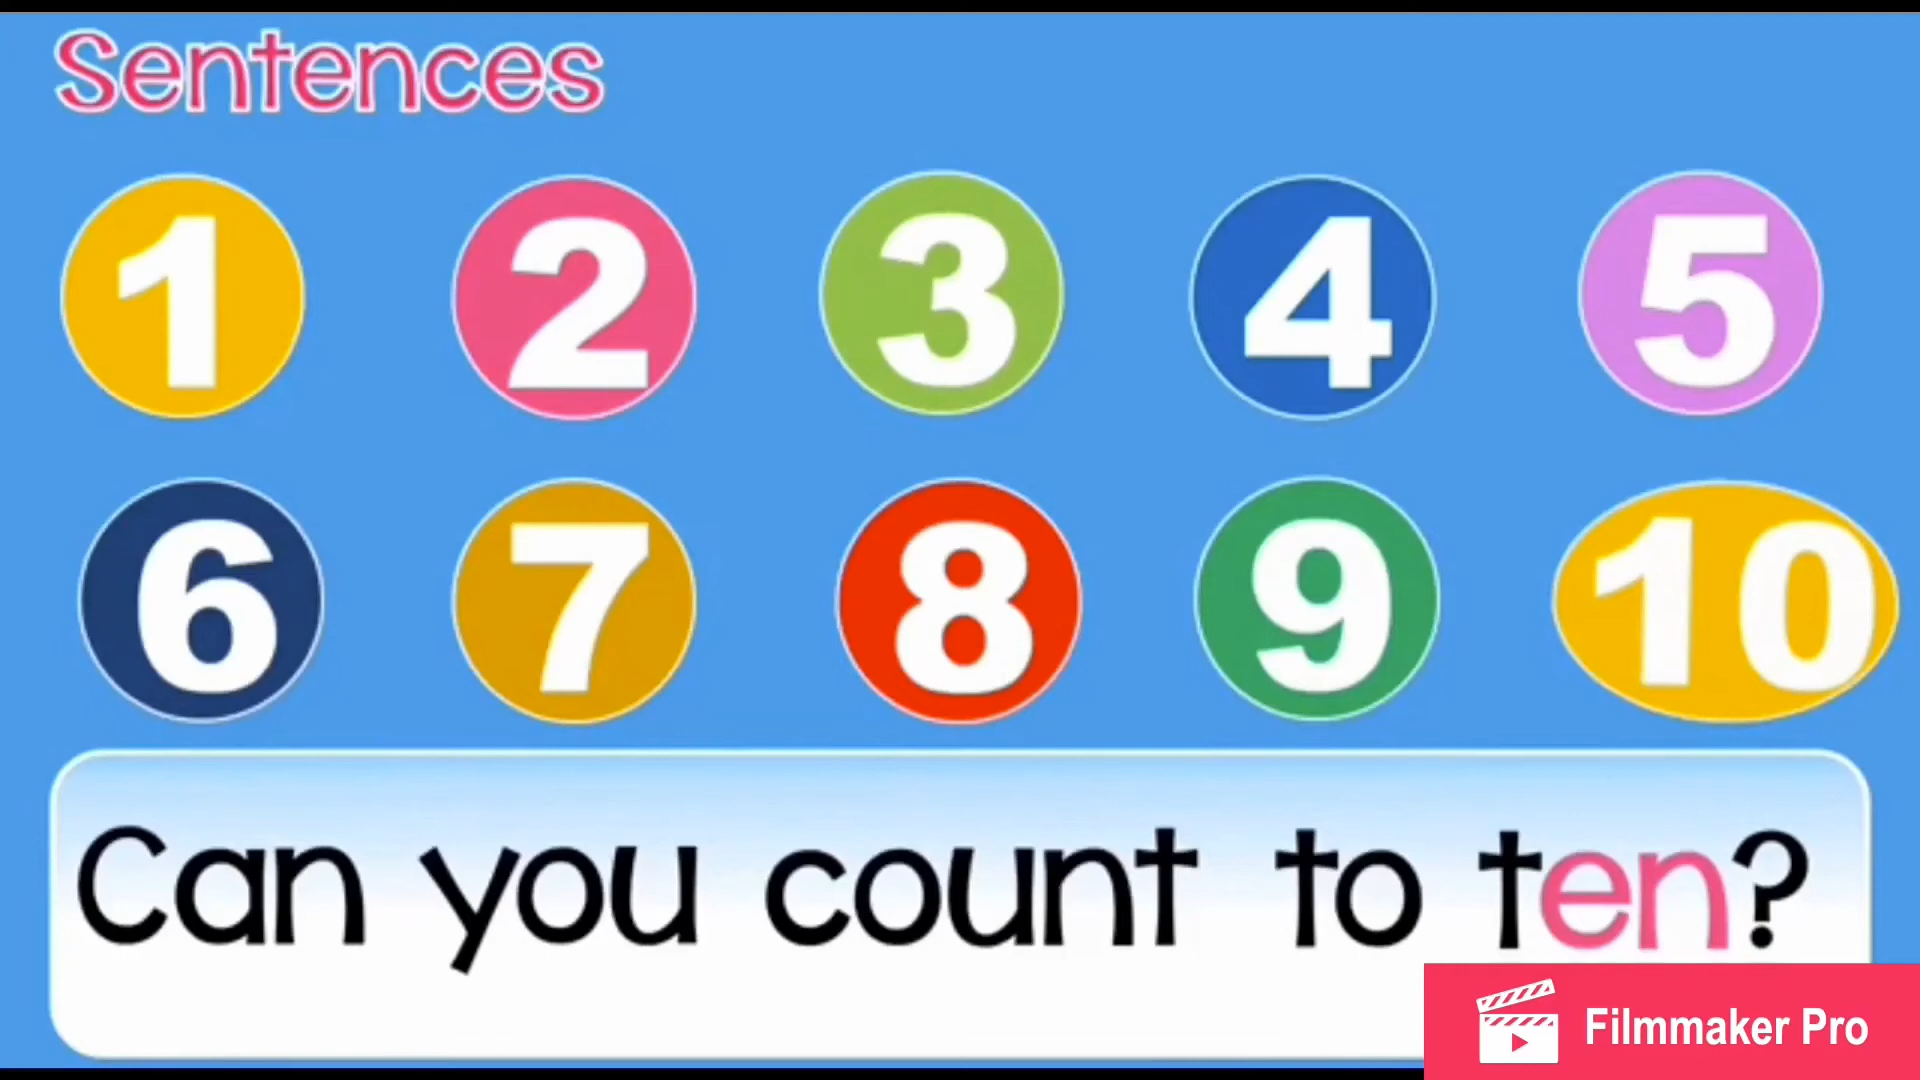 Sentences
1 2 3 4 5
6 7 8 9 10
Can you count to ten?
Filmmaker Pro